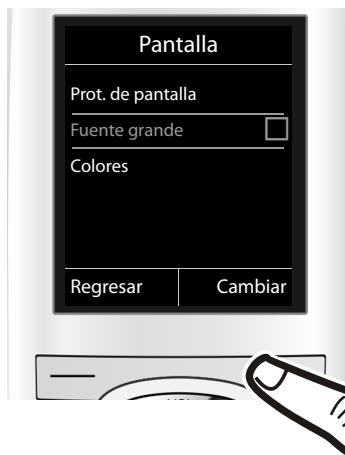 Pantalla
Prot. de pantalla
Fuente grande
Colores
Regresar Cambiar